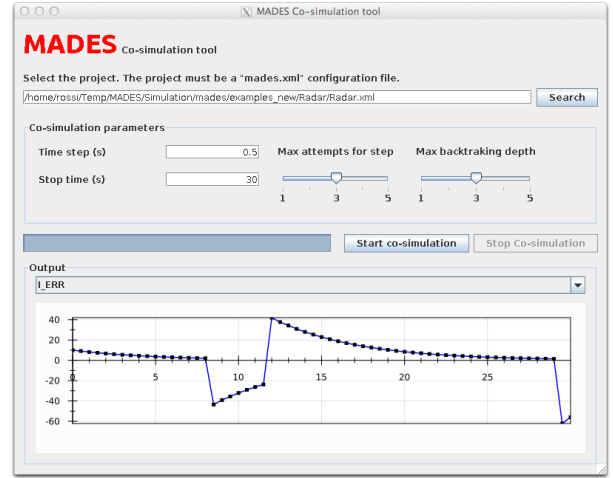 MADES Co-simulation tool
MADES Co-simulation tool
Select the project. The project must be a "mades.xml" configuration file.
/home/rossi/Temp/MADES/Simulation/mades/examples_new/Radar/Radar.xml Search
Co-simulation parameters
Time step (s) 0.5 Max attempts for step Max backtraking depth
Stop time (s) 30
1 3 5 1 3 5
Start co-simulation Stop Co-simulation
Output
I_ERR
40
20
0
0 5 10 15 20 25
-20
-40
-60